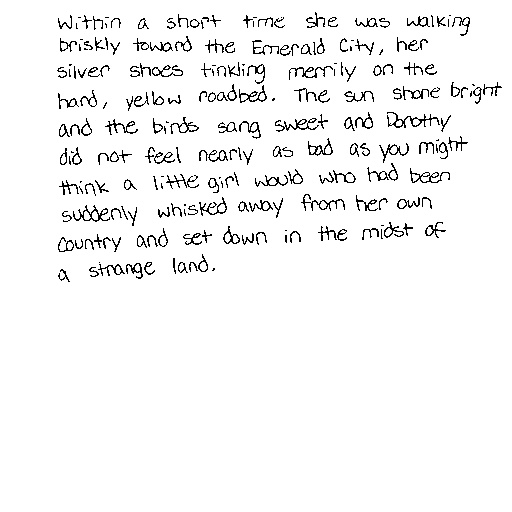 Within a short time she was walking
briskly toward the Emerald City, her
silver shoes tinkling merrily on the
hard, yellow roadbed. The sun shone bright
and the birds sang sweet and Dorothy
did not feel nearly as bad as you might
think a little girl would who had been
suddenly whisked away from her own
country and set down in the midst of
a strange land.